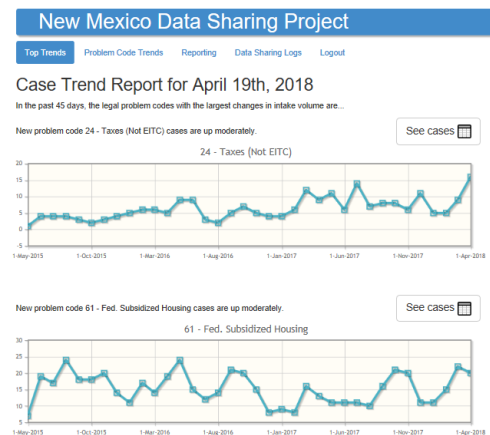 New Mexico Data Sharing Project
Top Trends Problem Code Trends Reporting Data Sharing Logs Logout
Case Trend Report for April 19th, 2018
In the past 45 days, the legal problem codes with the largest changes in intake volume are...
New problem code 24 - Taxes (Not EITC) cases are up moderately.
See cases
24 - Taxes (Not EITC)
20
15
10
5
0
-5
1-May-2015 1-Oct-2015 1-Mar-2016 1-Aug-2016 1-Jan-2017 1-Jun-2017 1-Nov-2017 1-Apr-2018
New problem code 61 - Fed. Subsidized Housing cases are up moderately.
See cases
61 - Fed. Subsidized Housing
30
25
20
15
10
5
1-May-2015 1-Oct-2015 1-Mar-2016 1-Aug-2016 1-Jan-2017 1-Jun-2017 1-Nov-2017 1-Apr-2018